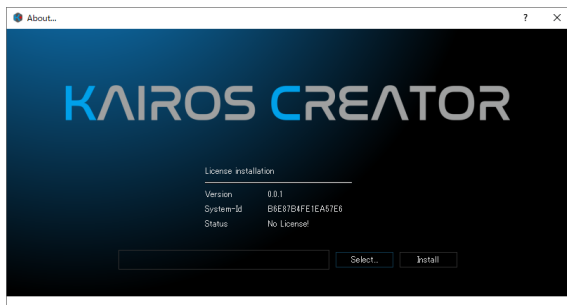 About...
KAIROS CREATOR
License installation
Version 0.0.1
System-Id B6E87B4FE1EA57E6
Status No License!
Select... Install